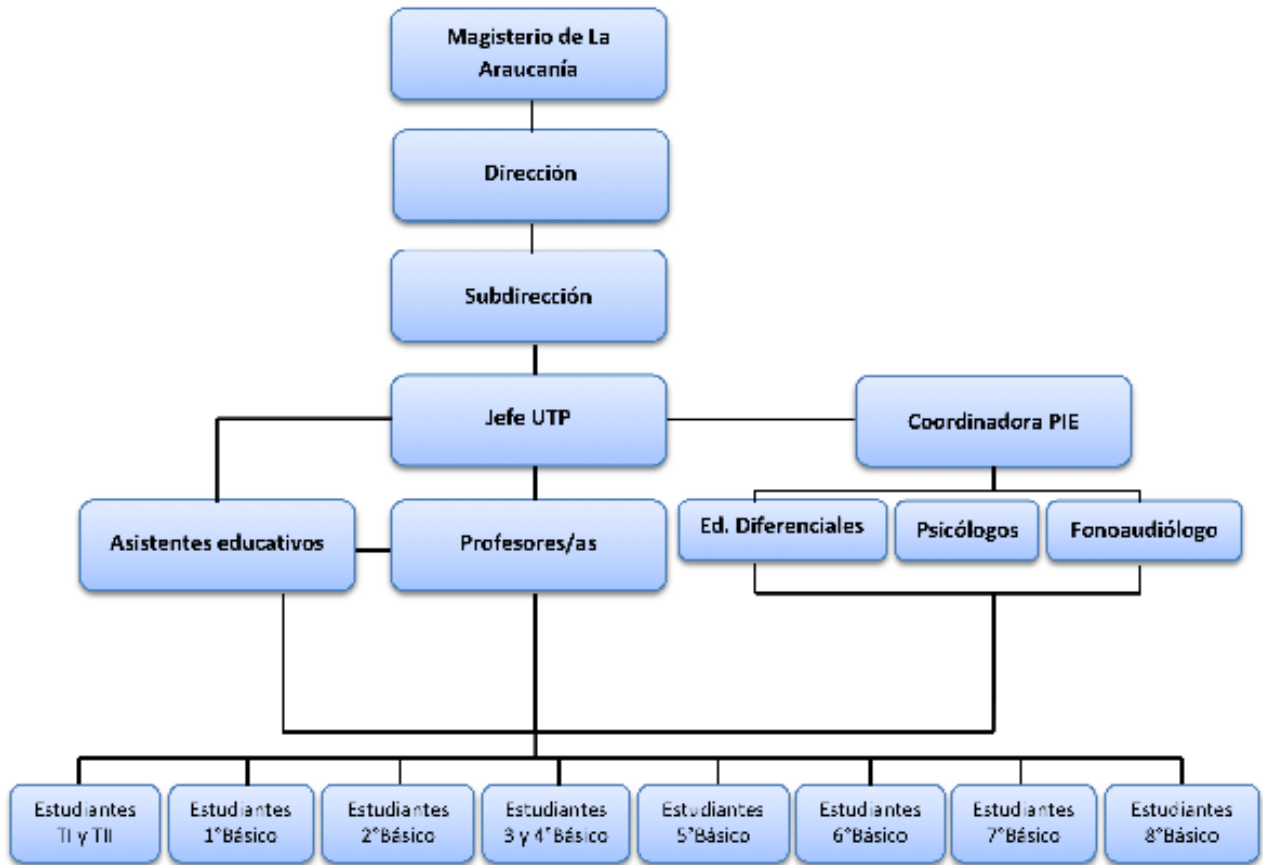 Magisterio de La
Araucanía
Dirección
Subdirección
Jefe UTP
Coordinadora PIE
Asistentes educativos
Profesores/as
Ed. Diferenciales
Psicólogos
Fonoaudiólogo
Estudiantes
TI y TII
Estudiantes
1°Básico
Estudiantes
2°Básico
Estudiantes
3 y 4°Básico
Estudiantes
5°Básico
Estudiantes
6°Básico
Estudiantes
7°Básico
Estudiantes
8°Básico